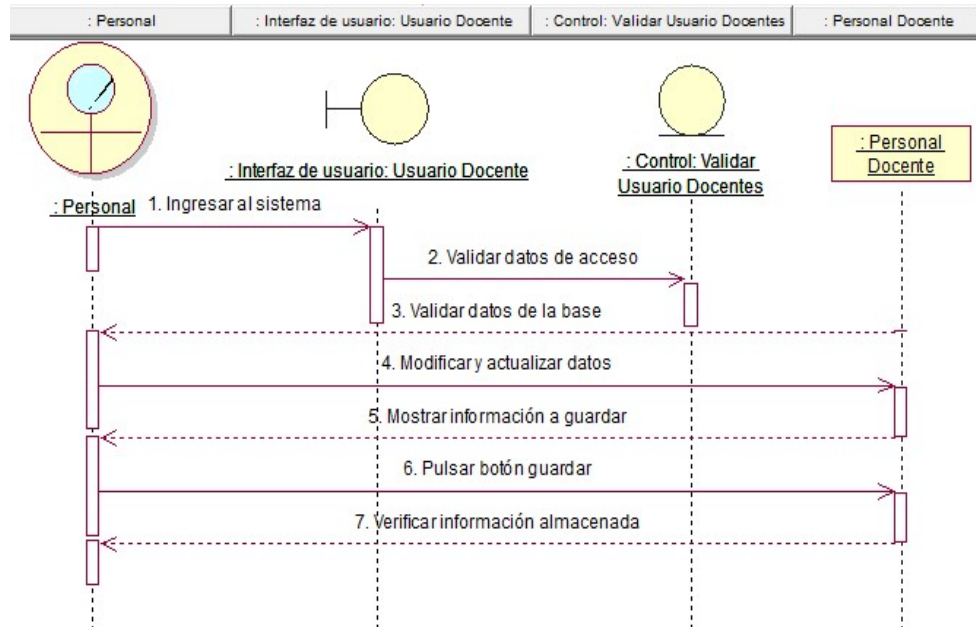 : Personal
: Interfaz de usuario: Usuario Docente
: Control: Validar Usuario Docentes
: Personal Docente
: Interfaz de usuario: Usuario Docente
: Control: Validar
Usuario Docentes
: Personal
Docente
: Personal
1. Ingresar al sistema
2. Validar datos de acceso
3. Validar datos de la base
4. Modificar y actualizar datos
5. Mostrar información a guardar
6. Pulsar botón guardar
7. Verificar información almacenada